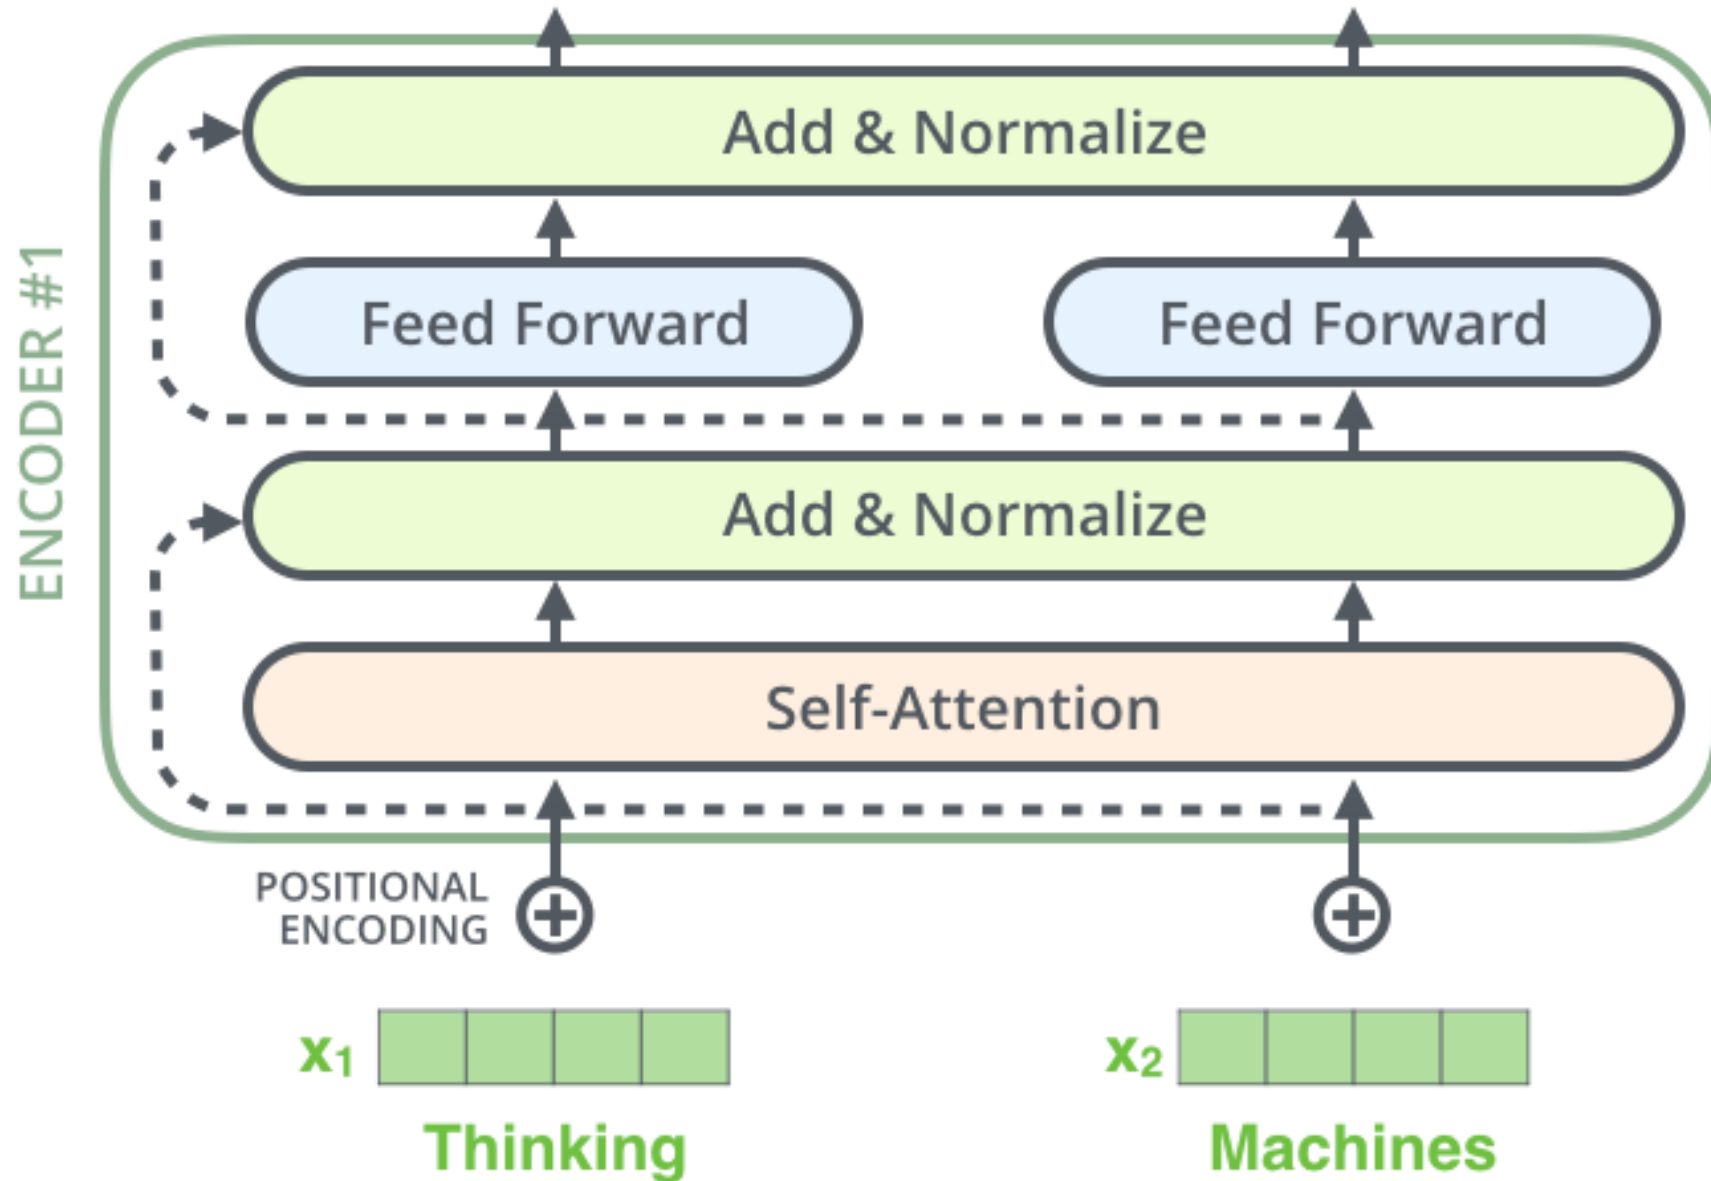 Add & Normalize
Feed Forward
Feed Forward
ENCODER #1
Add & Normalize
Self-Attention
POSITIONAL
ENCODING
x1
x2
Thinking
Machines